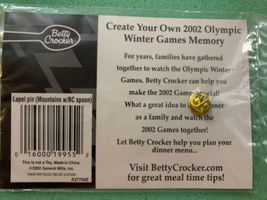 Betty
Crocker
Create Your Own 2002 Olympic
Winter Games Memory
For years, families have gathered
together to watch the Olympic Winter
Games. Betty Crocker can help you
make the 2002 Games
What a great idea to
as a family and watch the
2002 Games together!
Let Betty Crocker help you plan your
dinner menu...
Visit BettyCrocker.com
for great meal time tips!
Lapel pin (Mountains w/BC spoon)
0 16000 19955 2
This is not a Toy. Made in China
© 2002 General Mills, Inc.